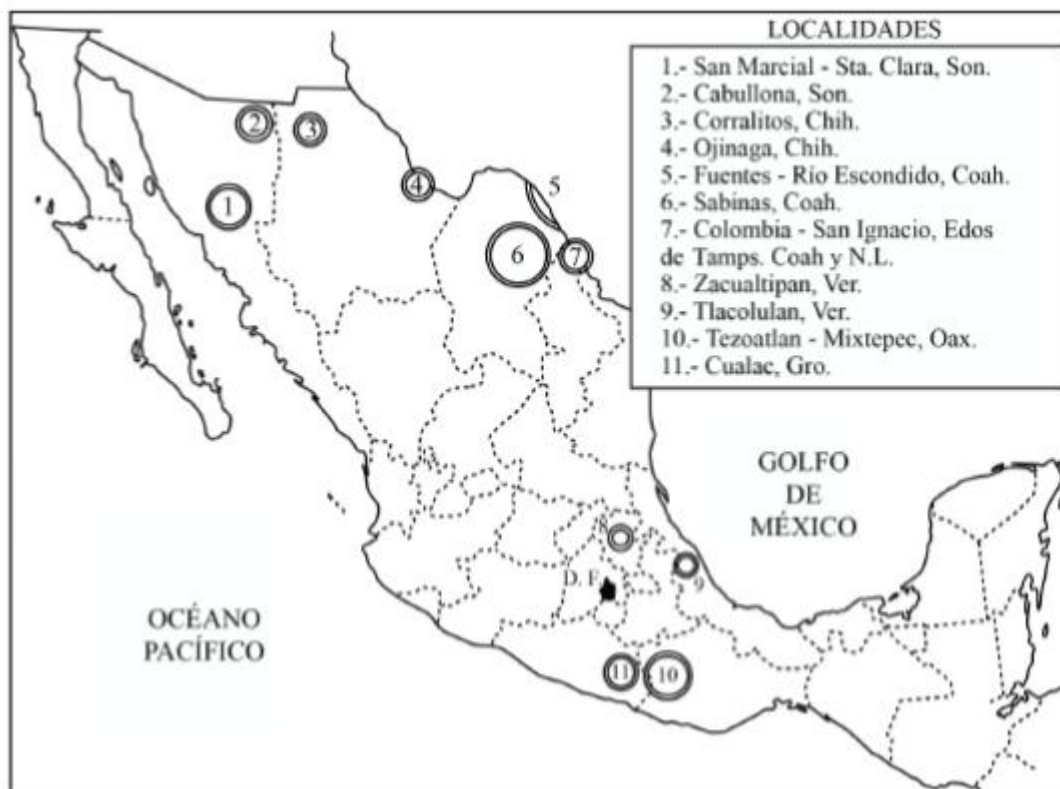 LOCALIDADES
1.- San Marcial - Sta. Clara, Son.
2.- Cabullona, Son.
3.- Corralitos, Chih.
4.- Ojinaga, Chih.
5.- Fuentes - Río Escondido, Coah.
6.- Sabinas, Coah.
7.- Colombia - San Ignacio, Edos
de Tamps. Coah y N.L.
8.- Zacualtipan, Ver.
9.- Tlacolulan, Ver.
10.- Tezoatlan - Mixtepec, Oax.
11.- Cualac, Gro.
2
3
4
5
1
6
7
GOLFO
DE
MÉXICO
D. F.
9
OCÉANO
PACÍFICO
11
10